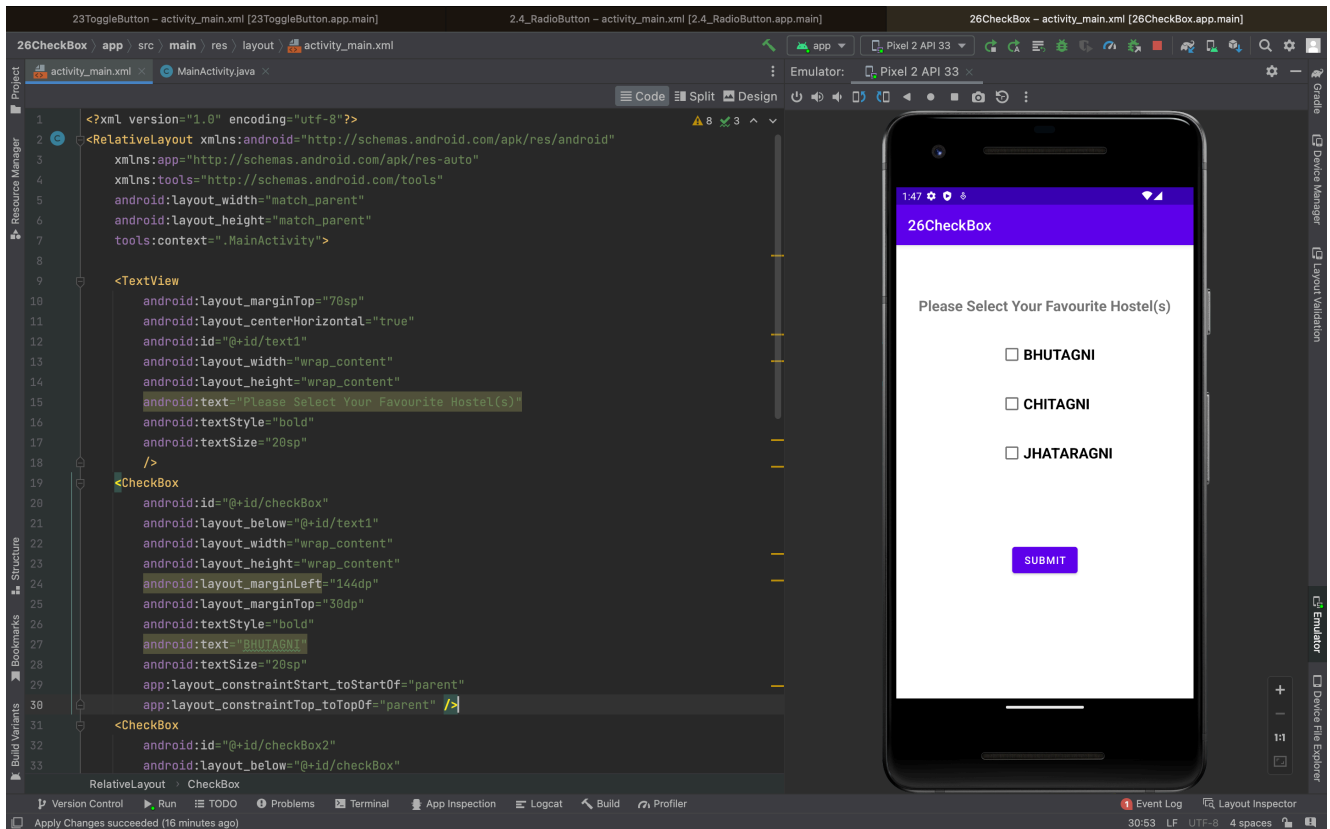 23ToggleButton – activity_main.xml [23ToggleButton.app.main]
2.4_RadioButton – activity_main.xml [2.4_RadioButton.app.main]
26CheckBox – activity_main.xml [26CheckBox.app.main]
26CheckBox app src main res layout activity_main.xml
app
Pixel 2 API 33
activity_main.xml
MainActivity.java
Emulator:
Pixel 2 API 33
Code Split Design
8 3
1 <?xml version="1.0" encoding="utf-8"?>
2 <RelativeLayout xmlns:android="http://schemas.android.com/apk/res/android"
3 xmlns:app="http://schemas.android.com/apk/res-auto"
4 xmlns:tools="http://schemas.android.com/tools"
5 android:layout_width="match_parent"
6 android:layout_height="match_parent"
7 tools:context=".MainActivity">
8
9 <TextView
10 android:layout_marginTop="70sp"
11 android:layout_centerHorizontal="true"
12 android:id="@+id/text1"
13 android:layout_width="wrap_content"
14 android:layout_height="wrap_content"
15 android:text="Please Select Your Favourite Hostel(s)"
16 android:textStyle="bold"
17 android:textSize="20sp"
18 />
19 <CheckBox
20 android:id="@+id/checkBox"
21 android:layout_below="@+id/text1"
22 android:layout_width="wrap_content"
23 android:layout_height="wrap_content"
24 android:layout_marginLeft="144dp"
25 android:layout_marginTop="30dp"
26 android:textStyle="bold"
27 android:text="BHUTAGNI"
28 android:textSize="20sp"
29 app:layout_constraintStart_toStartOf="parent"
30 app:layout_constraintTop_toTopOf="parent" />
31 <CheckBox
32 android:id="@+id/checkBox2"
33 android:layout_below="@+id/checkBox"
RelativeLayout CheckBox
1:47
26CheckBox
Please Select Your Favourite Hostel(s)
BHUTAGNI
CHITAGNI
JHATARAGNI
SUBMIT
1:1
Project
Resource Manager
Structure
Bookmarks
Build Variants
Gradle
Device Manager
Layout Validation
Emulator
Device File Explorer
Version Control Run TODO Problems Terminal App Inspection Logcat Build Profiler
1 Event Log Layout Inspector
Apply Changes succeeded (16 minutes ago)
30:53 LF UTF-8 4 spaces